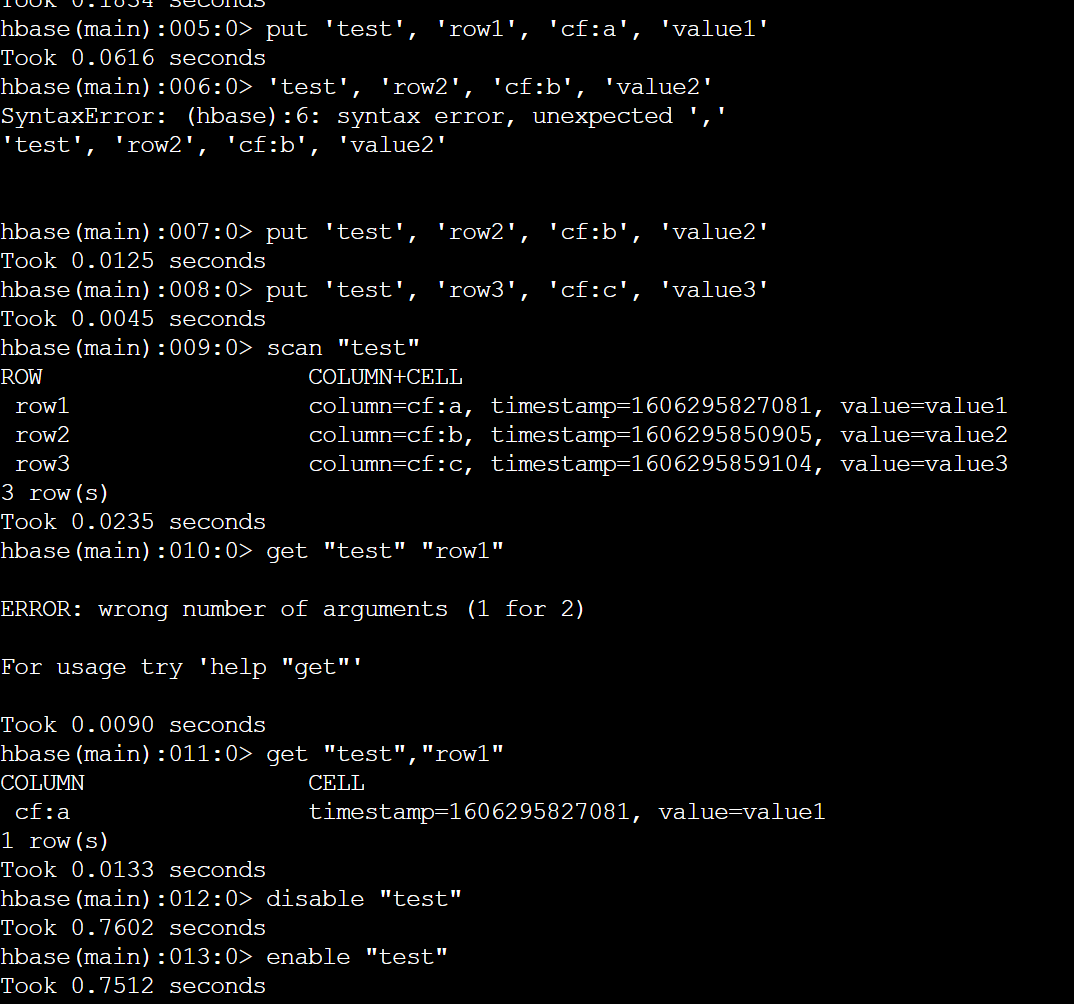 Took 0.1834 seconds
hbase(main):005:0> put 'test', 'row1', 'cf:a', 'value1'
Took 0.0616 seconds
hbase(main):006:0> 'test', 'row2', 'cf:b', 'value2'
SyntaxError: (hbase):6: syntax error, unexpected ','
'test', 'row2', 'cf:b', 'value2'
hbase(main):007:0> put 'test', 'row2', 'cf:b', 'value2'
Took 0.0125 seconds
hbase(main):008:0> put 'test', 'row3', 'cf:c', 'value3'
Took 0.0045 seconds
hbase(main):009:0> scan "test"
ROW COLUMN+CELL
row1 column=cf:a, timestamp=1606295827081, value=value1
row2 column=cf:b, timestamp=1606295850905, value=value2
row3 column=cf:c, timestamp=1606295859104, value=value3
3 row(s)
Took 0.0235 seconds
hbase(main):010:0> get "test" "row1"
ERROR: wrong number of arguments (1 for 2)
For usage try 'help "get"'
Took 0.0090 seconds
hbase(main):011:0> get "test","row1"
COLUMN CELL
cf:a timestamp=1606295827081, value=value1
1 row(s)
Took 0.0133 seconds
hbase(main):012:0> disable "test"
Took 0.7602 seconds
hbase(main):013:0> enable "test"
Took 0.7512 seconds